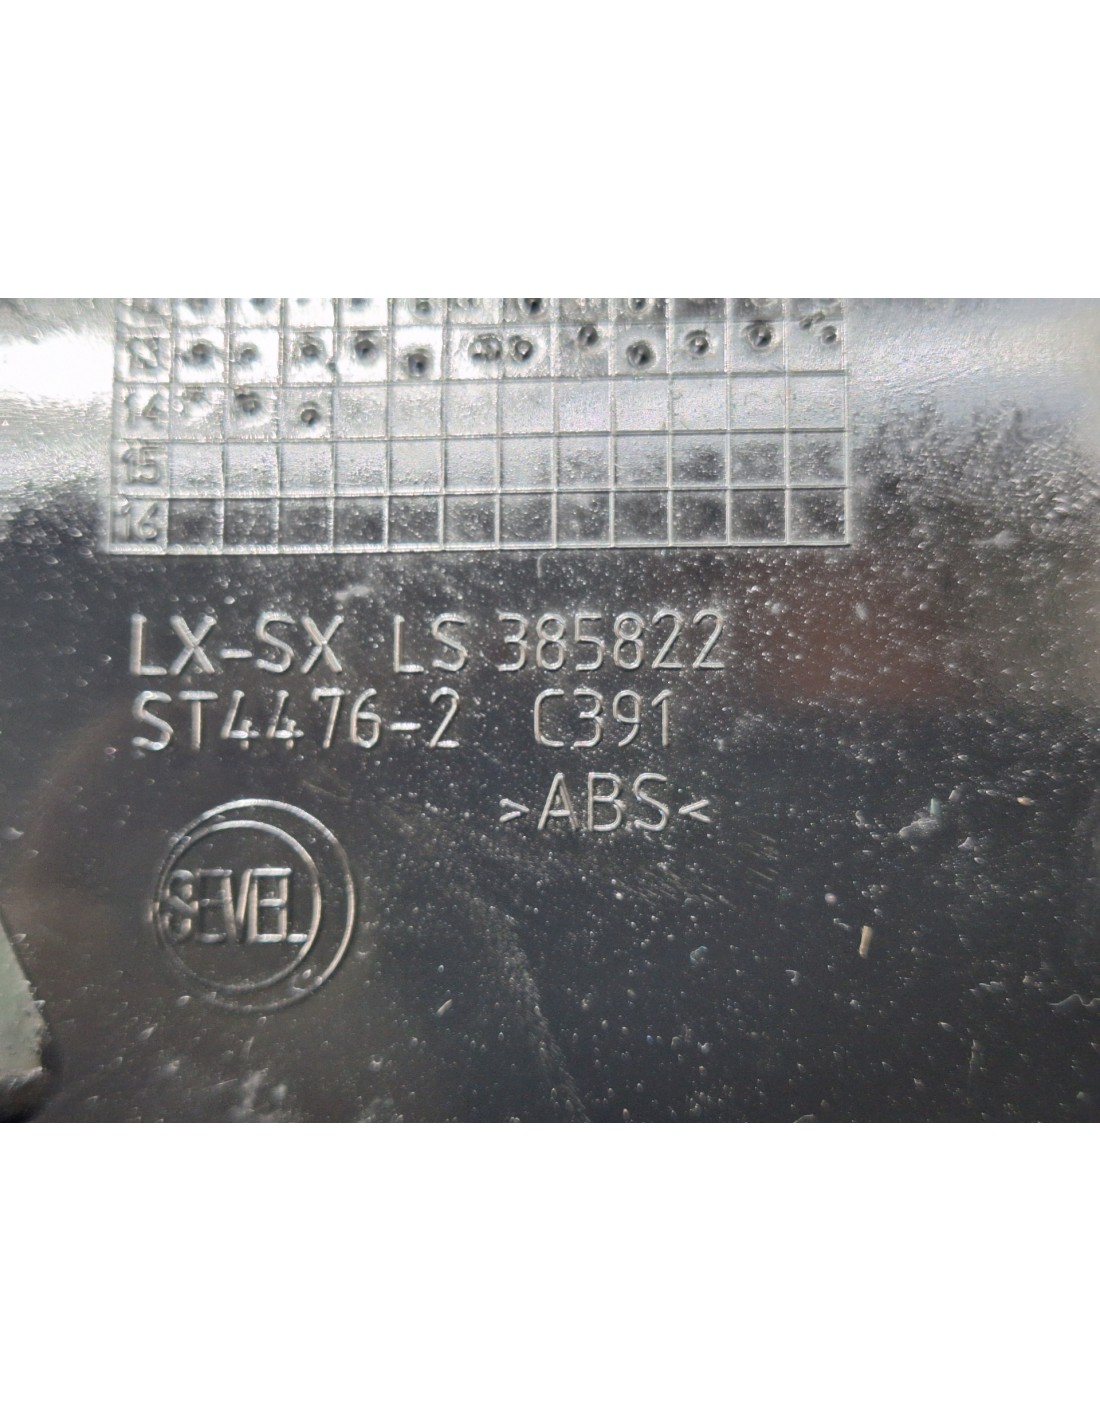 13
14
15
16
LX-SX LS 385822
ST4476-2 C391
>ABS<
SEVEL